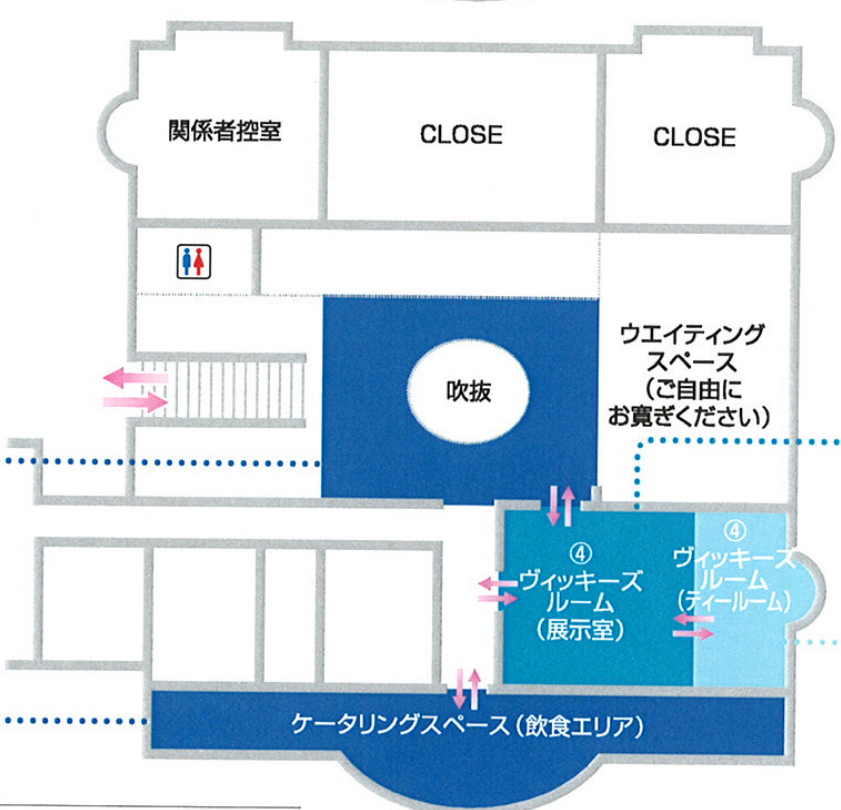 関係者控室
CLOSE
CLOSE
ウエイティング
スペース
（ご自由に
お寛ぎください）
吹抜
④
ヴィッキーズ
ルーム
（展示室）
④
ヴィッキーズ
ルーム
（ティールーム）
ケータリングスペース（飲食エリア）